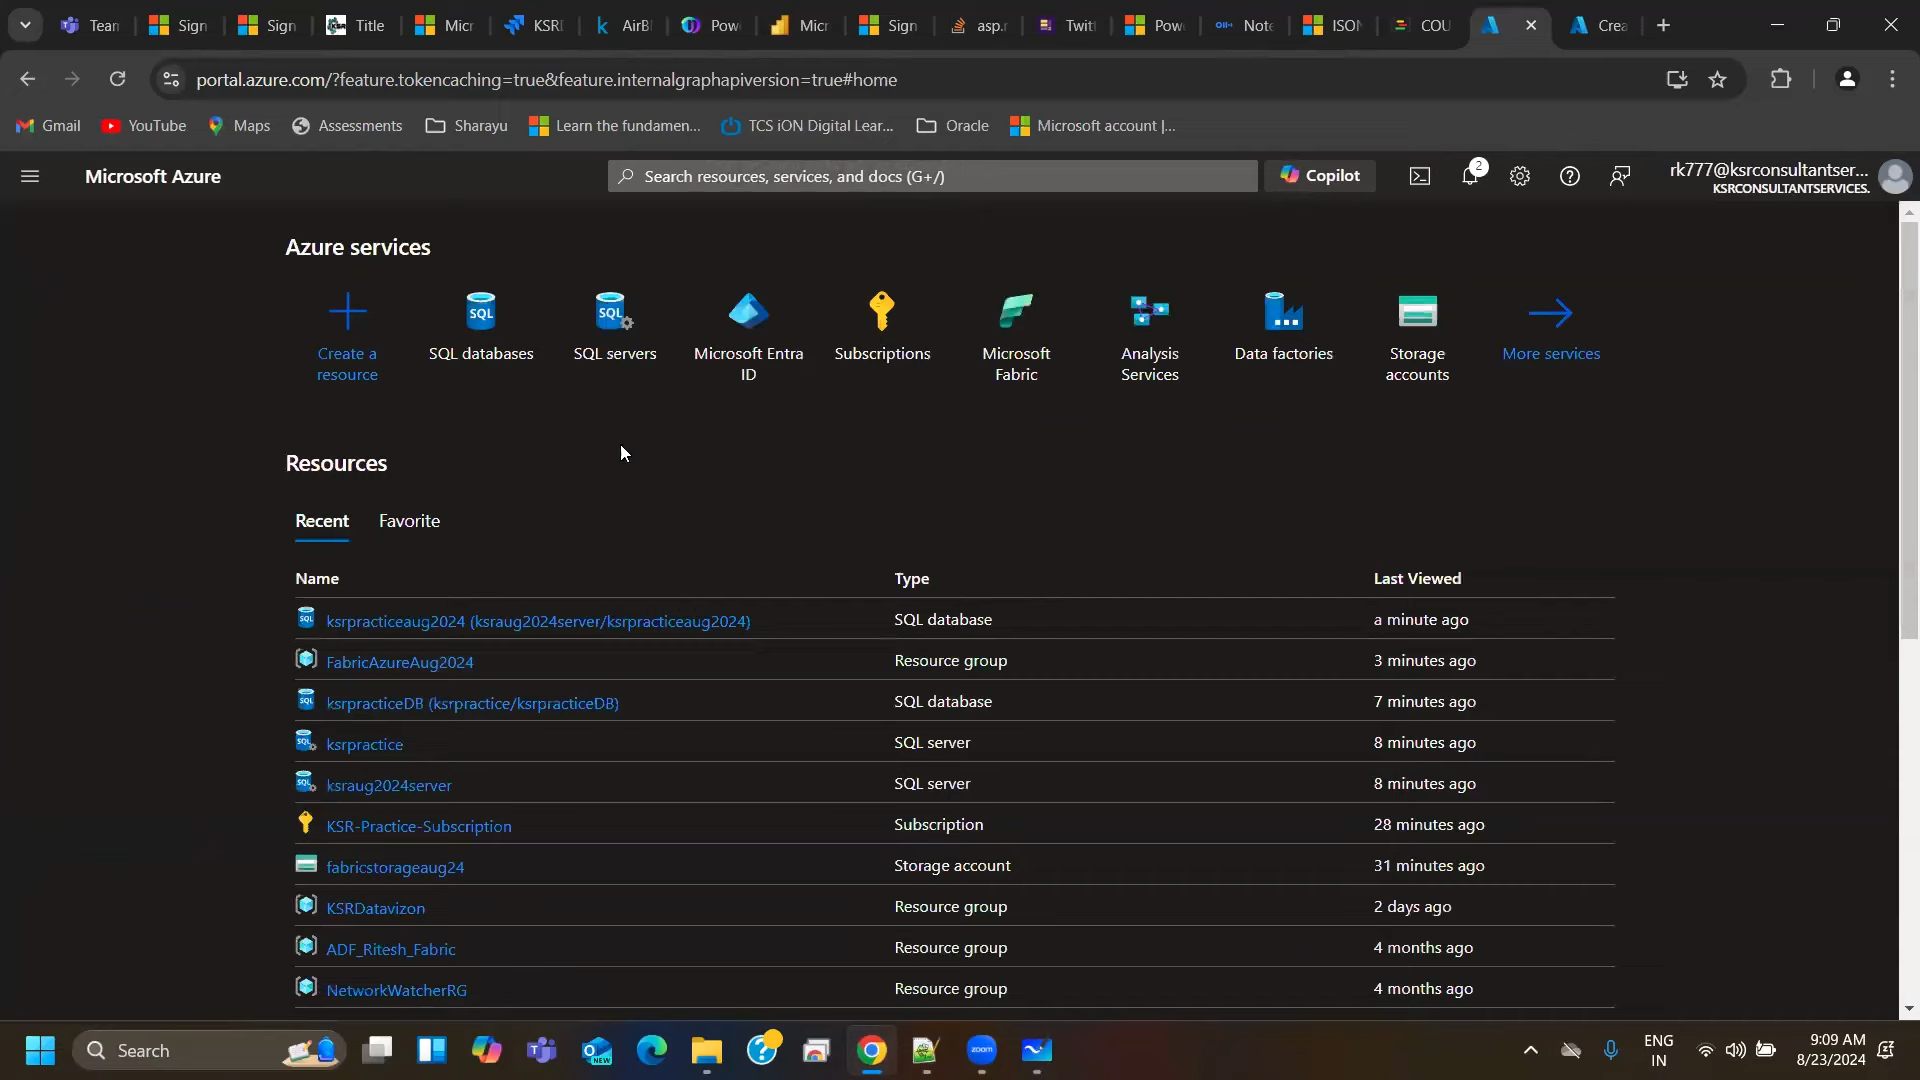 Team
Sign
Sign
Title
Micr
KSRI
AirB
Pow
Micr
Sign
asp.r
Twitt
Pow
Note
ISON
COU
Crea
portal.azure.com/?feature.tokencaching=true&feature.internalgraphapiversion=true#home
Gmail
YouTube
Maps
Assessments
Sharayu
Learn the fundamen...
TCS iON Digital Lear...
Oracle
Microsoft account |...
Microsoft Azure
Search resources, services, and docs (G+/)
Copilot
2
rk777@ksrconsultantser...
KSRCONSULTANTSERVICES.
Azure services
Create a resource
SQL databases
SQL servers
Microsoft Entra ID
Subscriptions
Microsoft Fabric
Analysis Services
Data factories
Storage accounts
More services
Resources
Recent Favorite
Name Type Last Viewed
ksrpracticeaug2024 (ksraug2024server/ksrpracticeaug2024) SQL database a minute ago
FabricAzureAug2024 Resource group 3 minutes ago
ksrpracticeDB (ksrpractice/ksrpracticeDB) SQL database 7 minutes ago
ksrpractice SQL server 8 minutes ago
ksraug2024server SQL server 8 minutes ago
KSR-Practice-Subscription Subscription 28 minutes ago
fabricstorageaug24 Storage account 31 minutes ago
KSRDatavizon Resource group 2 days ago
ADF_Ritesh_Fabric Resource group 4 months ago
NetworkWatcherRG Resource group 4 months ago
Search
ENG
IN
9:09 AM
8/23/2024